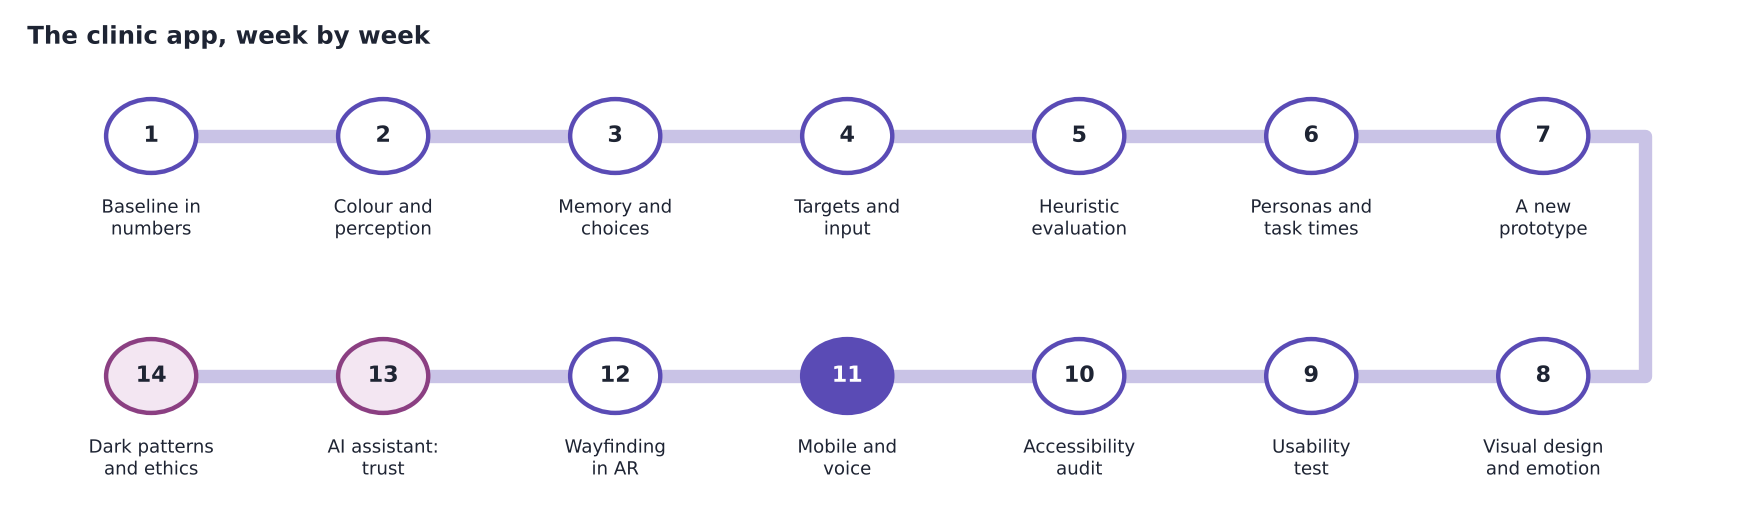 The clinic app, week by week
1
2
3
4
5
6
7
Baseline in
numbers
Colour and
perception
Memory and
choices
Targets and
input
Heuristic
evaluation
Personas and
task times
A new
prototype
14
13
12
11
10
9
8
Dark patterns
and ethics
AI assistant:
trust
Wayfinding
in AR
Mobile and
voice
Accessibility
audit
Usability
test
Visual design
and emotion